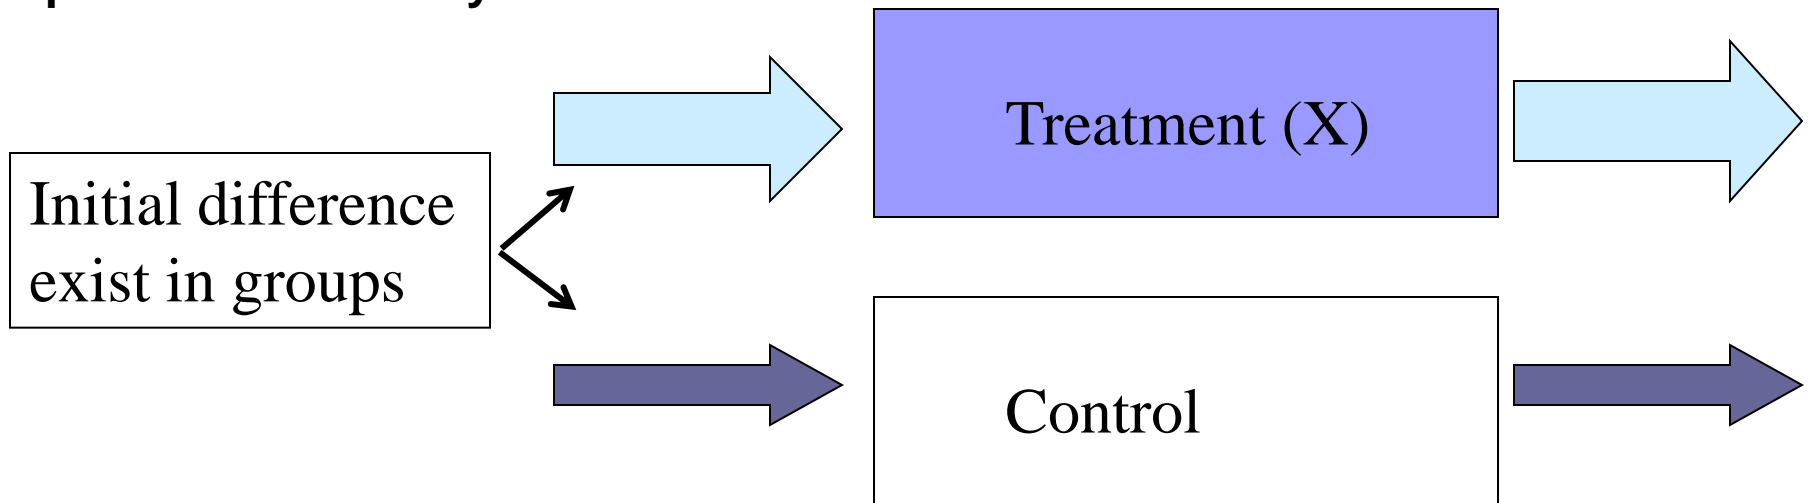 Initial difference
exist in groups
Treatment (X)
Control